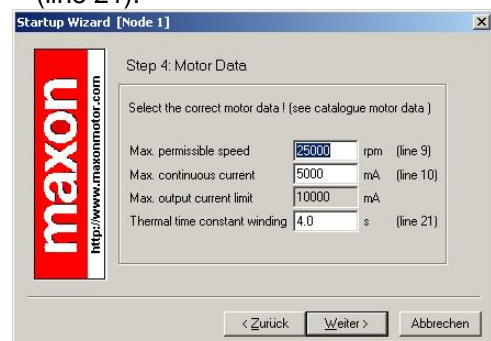 (line 21).
Startup Wizard [Node 1]
maxon
http://www.maxonmotor.com
Step 4: Motor Data
Select the correct motor data ! (see catalogue motor data )
Max. permissible speed 25000 rpm (line 9)
Max. continuous current 5000 mA (line 10)
Max. output current limit 10000 mA
Thermal time constant winding 4.0 s (line 21)
< Zurück Weiter > Abbrechen